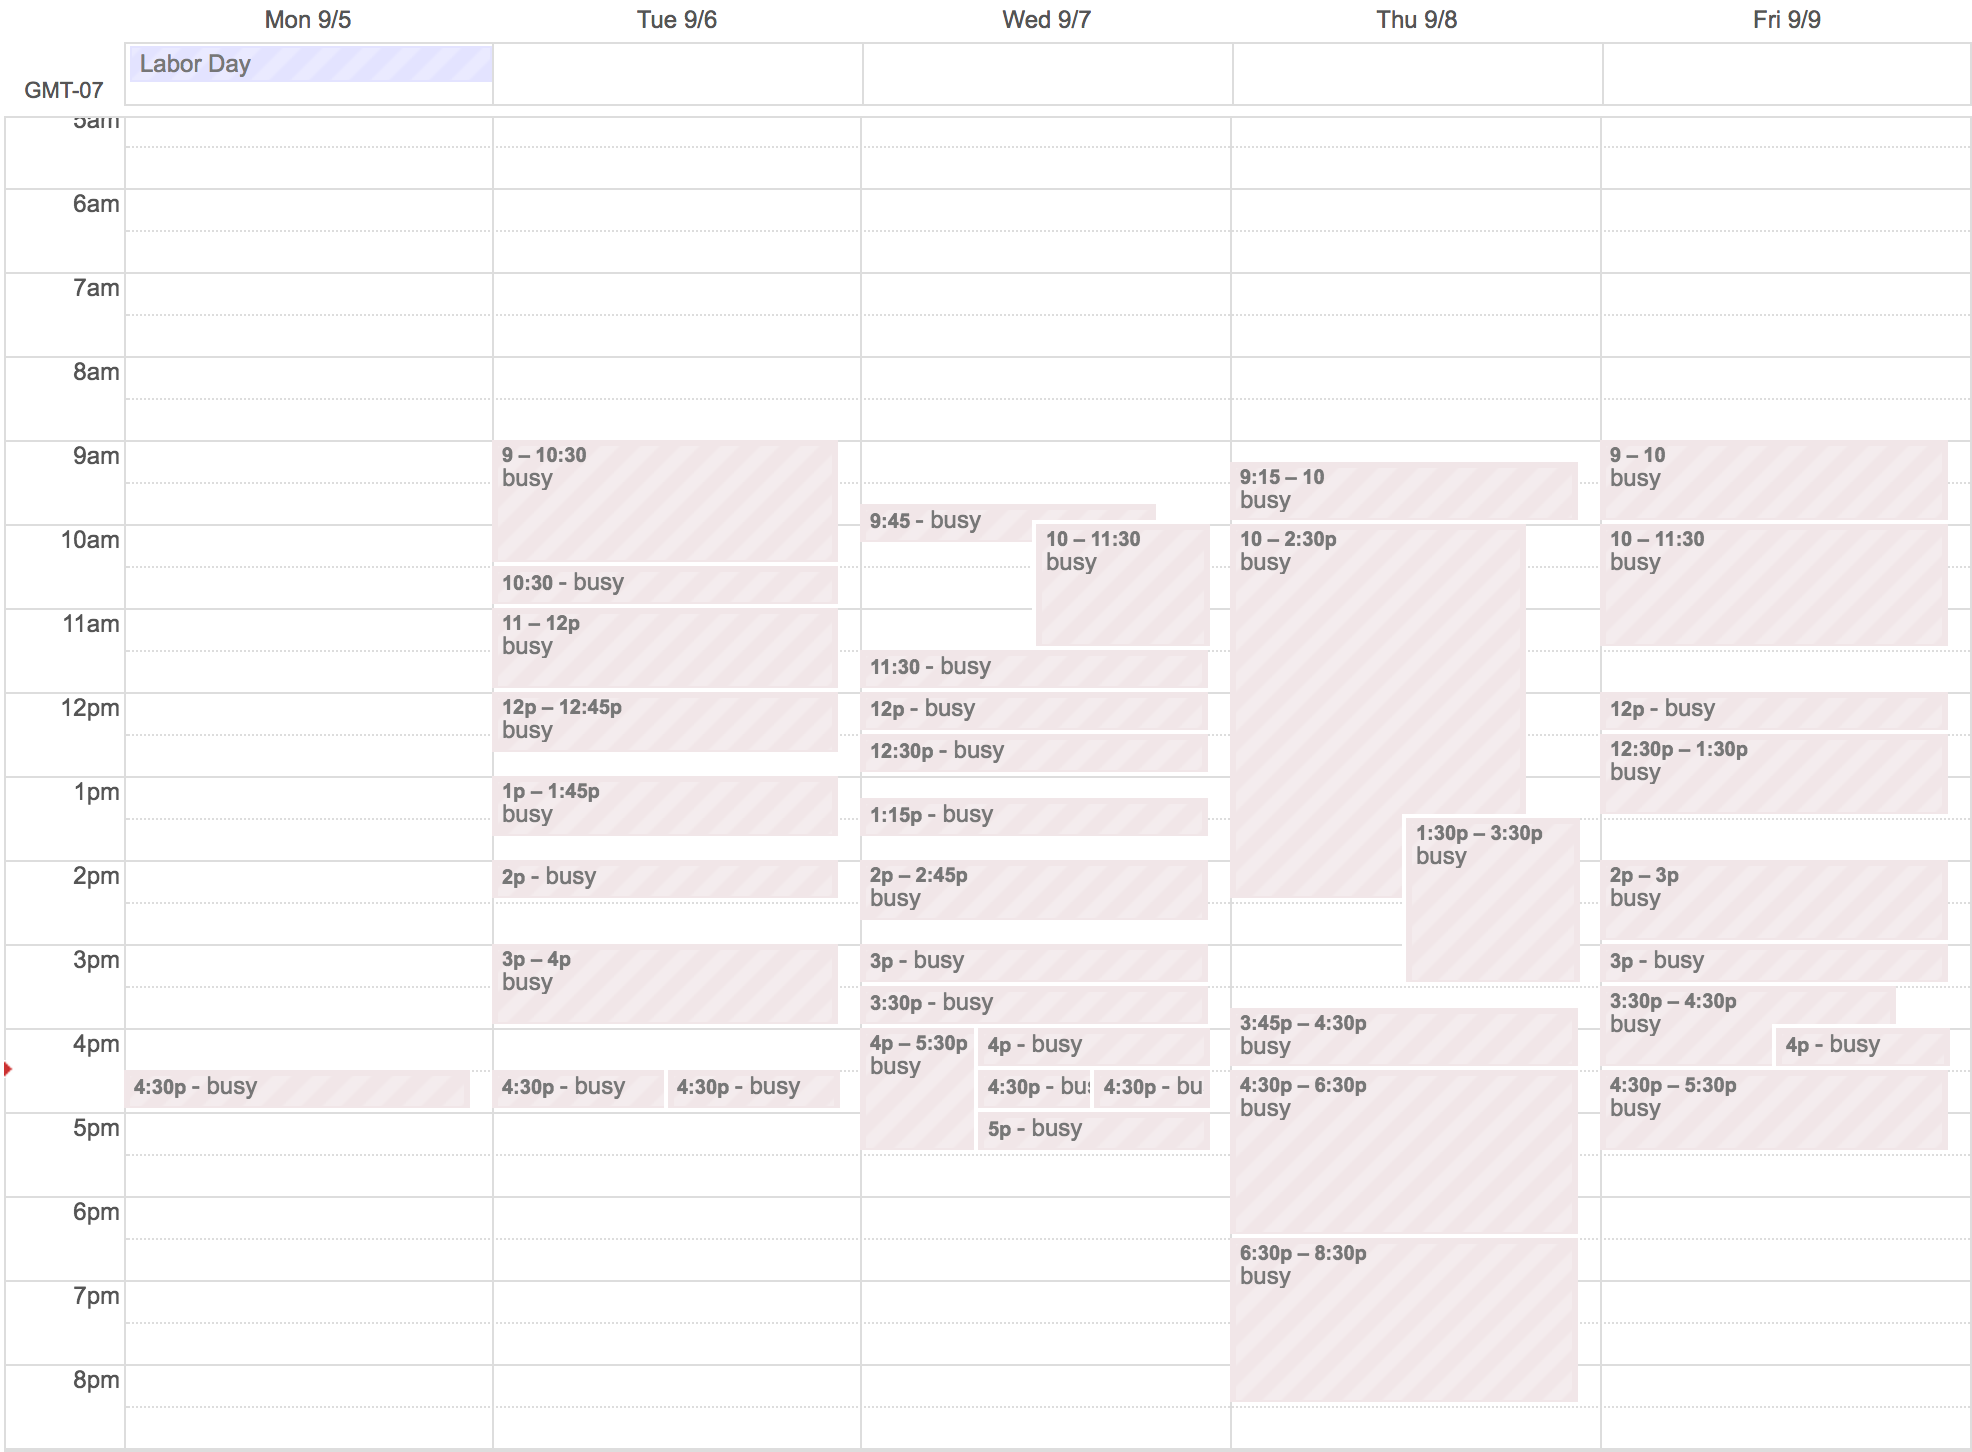 Mon 9/5 Tue 9/6 Wed 9/7 Thu 9/8 Fri 9/9
Labor Day
GMT-07
5am
6am
7am
8am
9am
10am
11am
12pm
1pm
2pm
3pm
4pm
5pm
6pm
7pm
8pm
4:30p - busy
9 – 10:30
busy
10:30 - busy
11 – 12p
busy
12p – 12:45p
busy
1p – 1:45p
busy
2p - busy
3p – 4p
busy
4:30p - busy
4:30p - busy
9:45 - busy
10 – 11:30
busy
11:30 - busy
12p - busy
12:30p - busy
1:15p - busy
2p – 2:45p
busy
3p - busy
3:30p - busy
4p – 5:30p
busy
4p - busy
4:30p - bus
4:30p - bu
5p - busy
9:15 – 10
busy
10 – 2:30p
busy
1:30p – 3:30p
busy
3:45p – 4:30p
busy
4:30p – 6:30p
busy
6:30p – 8:30p
busy
9 – 10
busy
10 – 11:30
busy
12p - busy
12:30p – 1:30p
busy
2p – 3p
busy
3p - busy
3:30p – 4:30p
busy
4p - busy
4:30p – 5:30p
busy